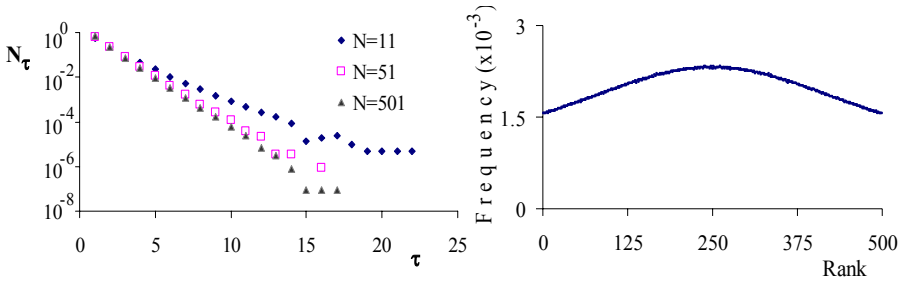 10^0
10^-2
10^-4
10^-6
10^-8
N_τ
N=11
N=51
N=501
0 5 10 15 20 25
τ
Frequency (x10^-3)
3
1.5
0
0 125 250 375 500
Rank